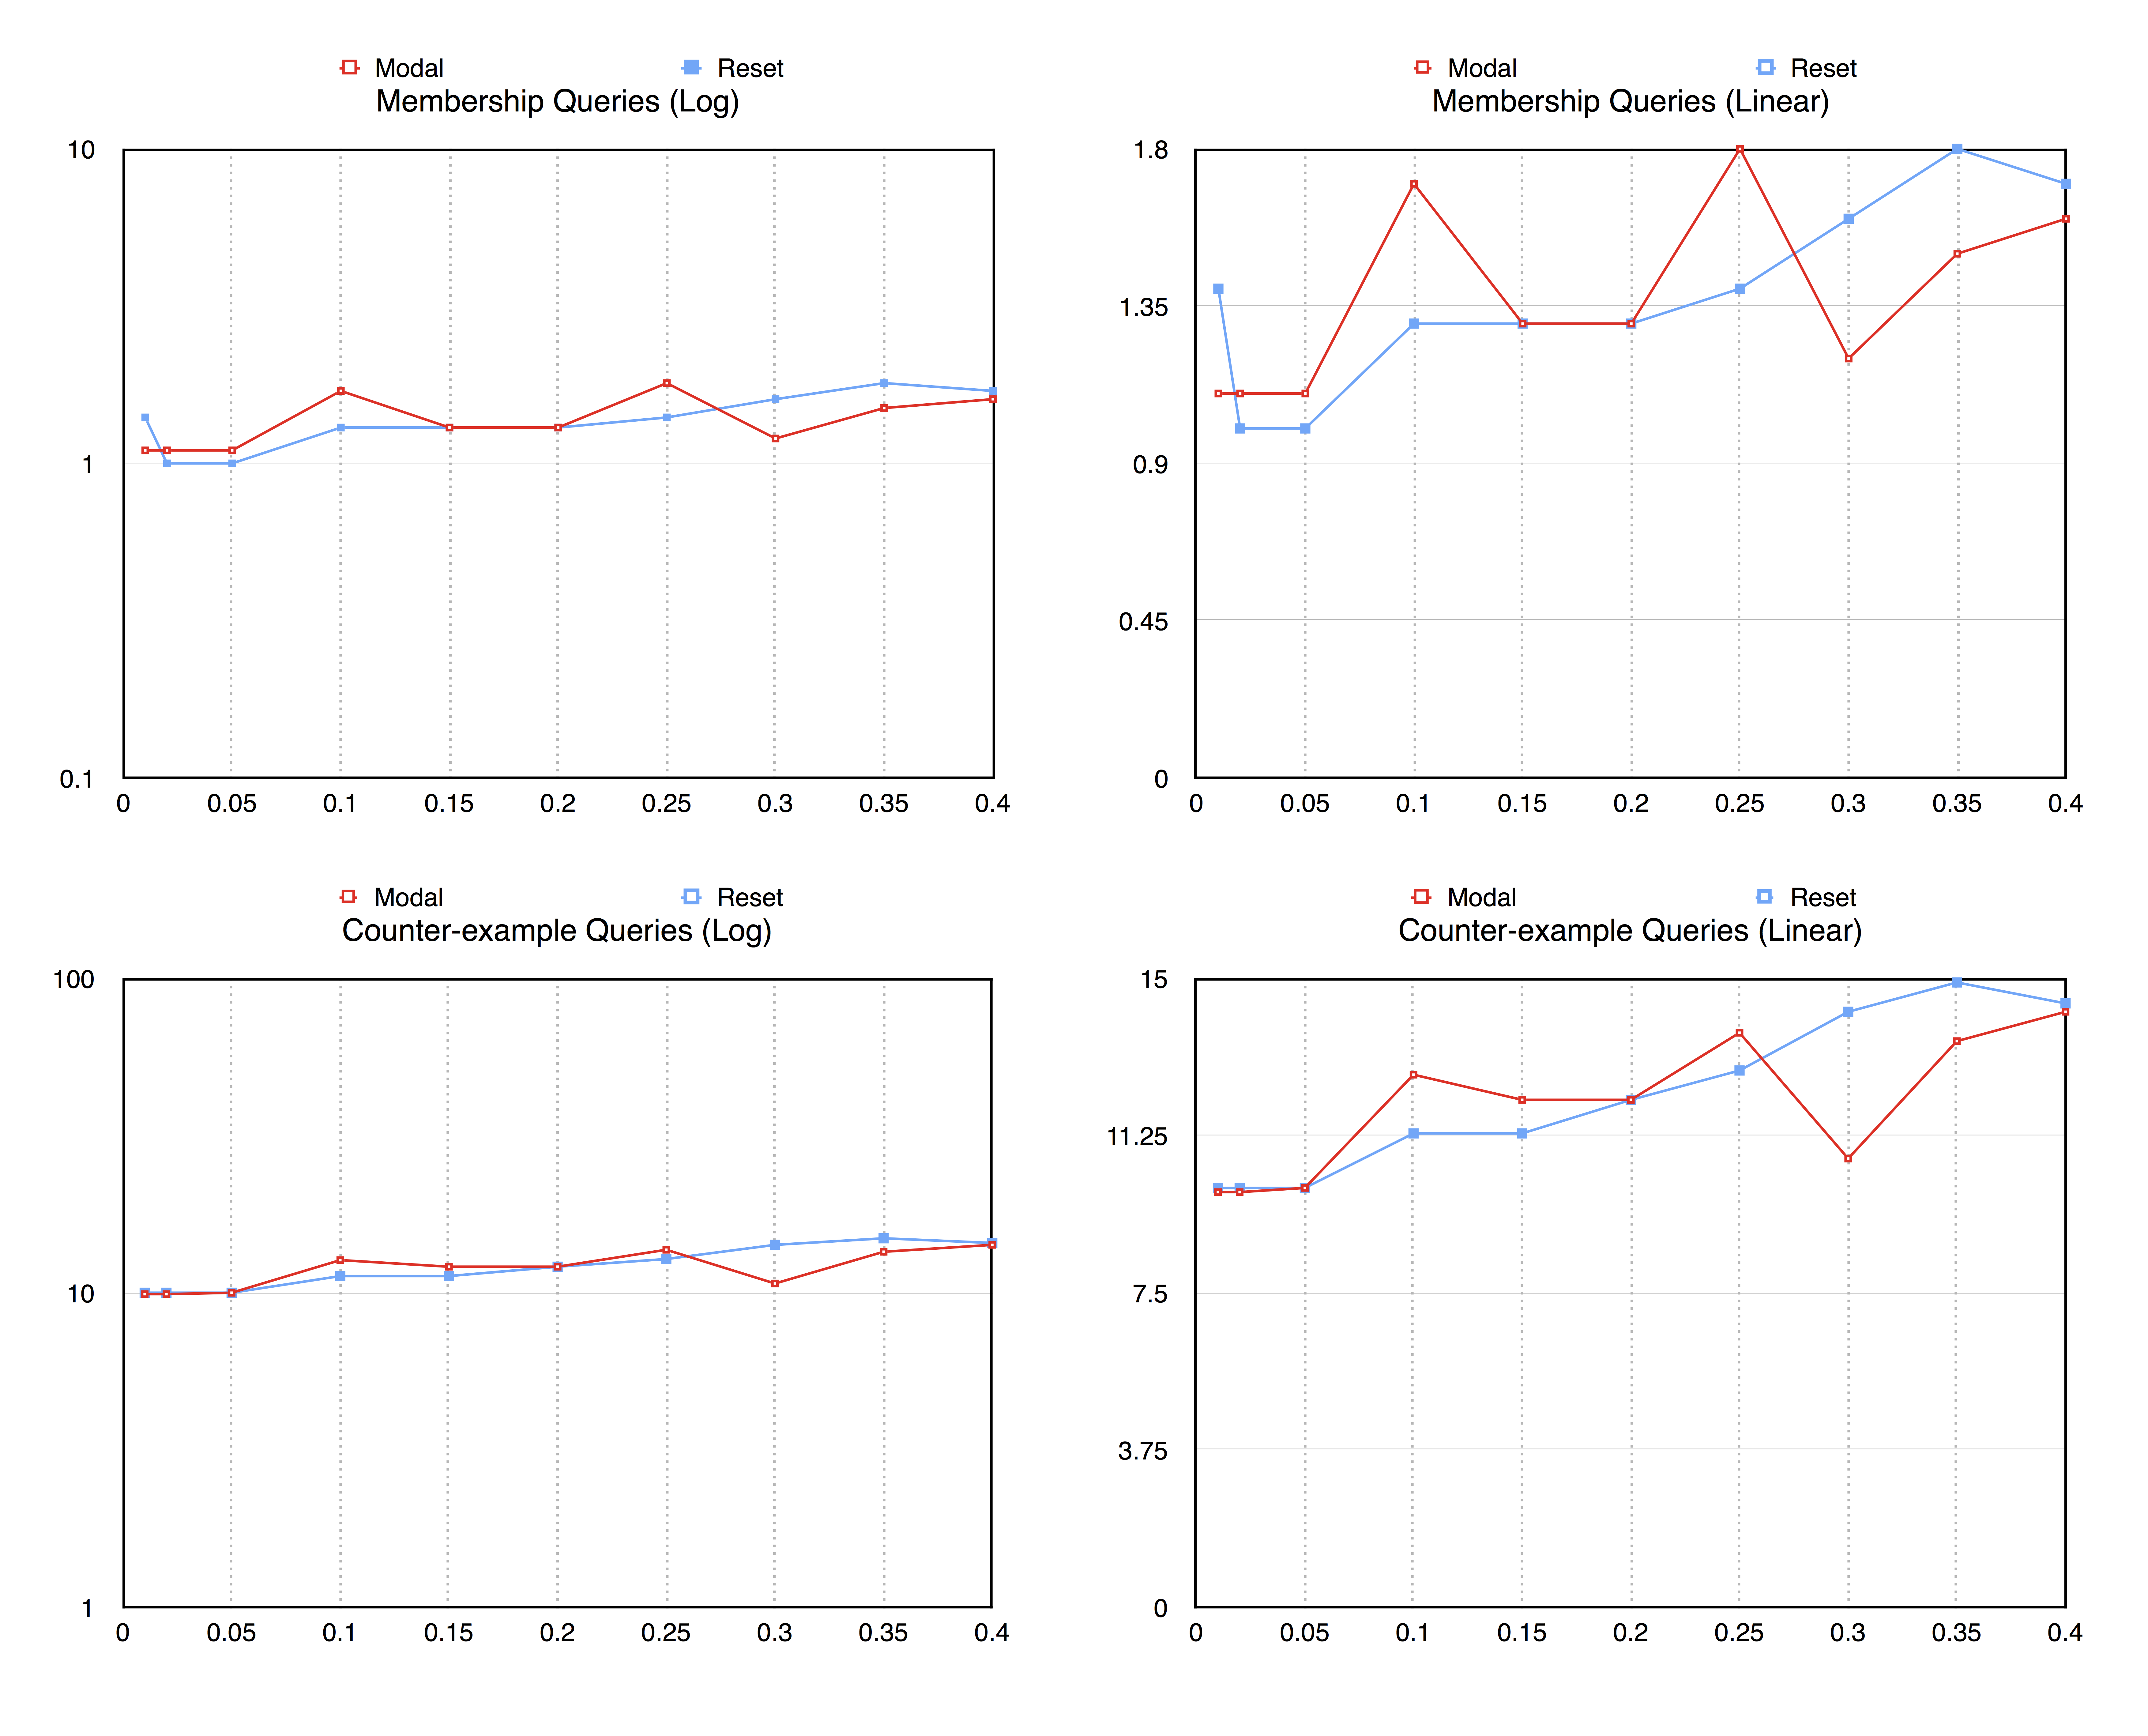 Modal Reset
Membership Queries (Log)
10
1
0.1
0 0.05 0.1 0.15 0.2 0.25 0.3 0.35 0.4
Modal Reset
Membership Queries (Linear)
1.8
1.35
0.9
0.45
0
0 0.05 0.1 0.15 0.2 0.25 0.3 0.35 0.4
Modal Reset
Counter-example Queries (Log)
100
10
1
0 0.05 0.1 0.15 0.2 0.25 0.3 0.35 0.4
Modal Reset
Counter-example Queries (Linear)
15
11.25
7.5
3.75
0
0 0.05 0.1 0.15 0.2 0.25 0.3 0.35 0.4